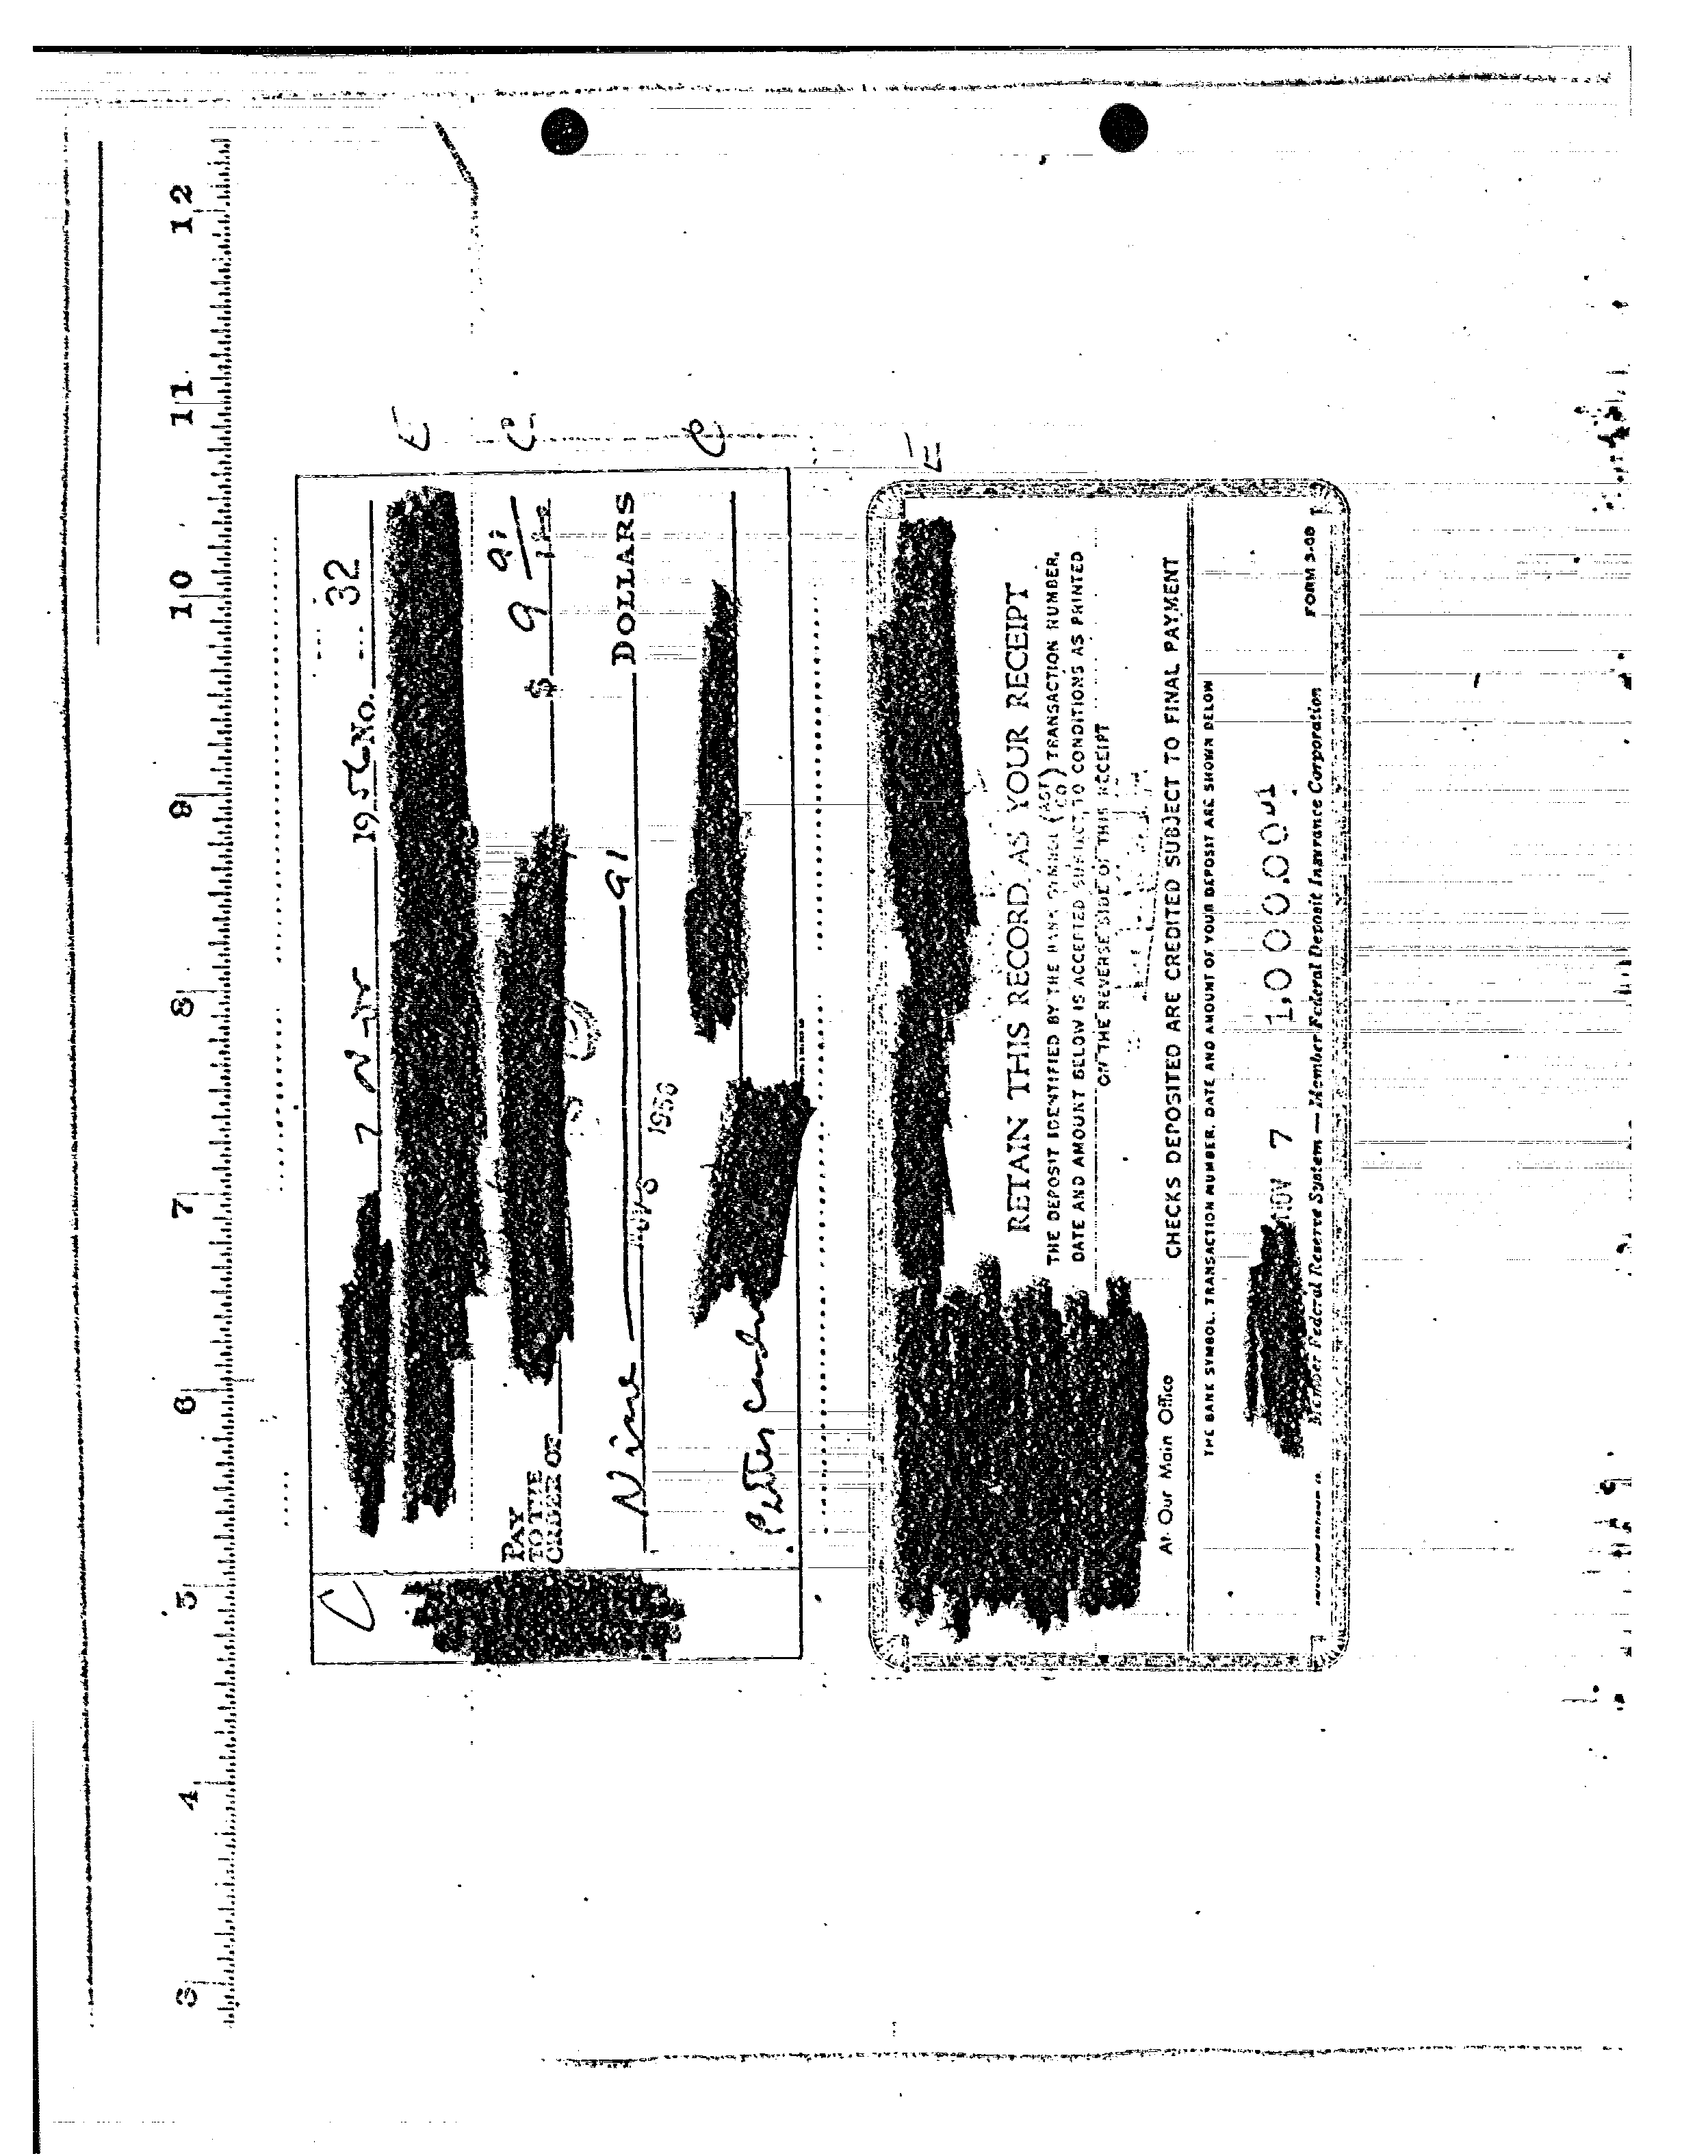 3 4 5 6 7 8 9 10 11 12
C
7 Nov 1956 No. 32
E
PAY
TO THE
ORDER OF $ 9 91
C
Nine 91 DOLLARS
NOV 8 1956
C
Petty Cash
E
RETAIN THIS RECORD AS YOUR RECEIPT
THE DEPOSIT IDENTIFIED BY THE BANK SYMBOL TRANSACTION NUMBER,
DATE AND AMOUNT BELOW IS ACCEPTED SUBJECT TO CONDITIONS AS PRINTED
ON THE REVERSE SIDE OF THIS RECEIPT
At Our Main Office CHECKS DEPOSITED ARE CREDITED SUBJECT TO FINAL PAYMENT
THE BANK SYMBOL, TRANSACTION NUMBER, DATE AND AMOUNT OF YOUR DEPOSIT ARE SHOWN BELOW
NOV 7 1,000.00
Member Federal Reserve System — Member Federal Deposit Insurance Corporation FORM 3-00